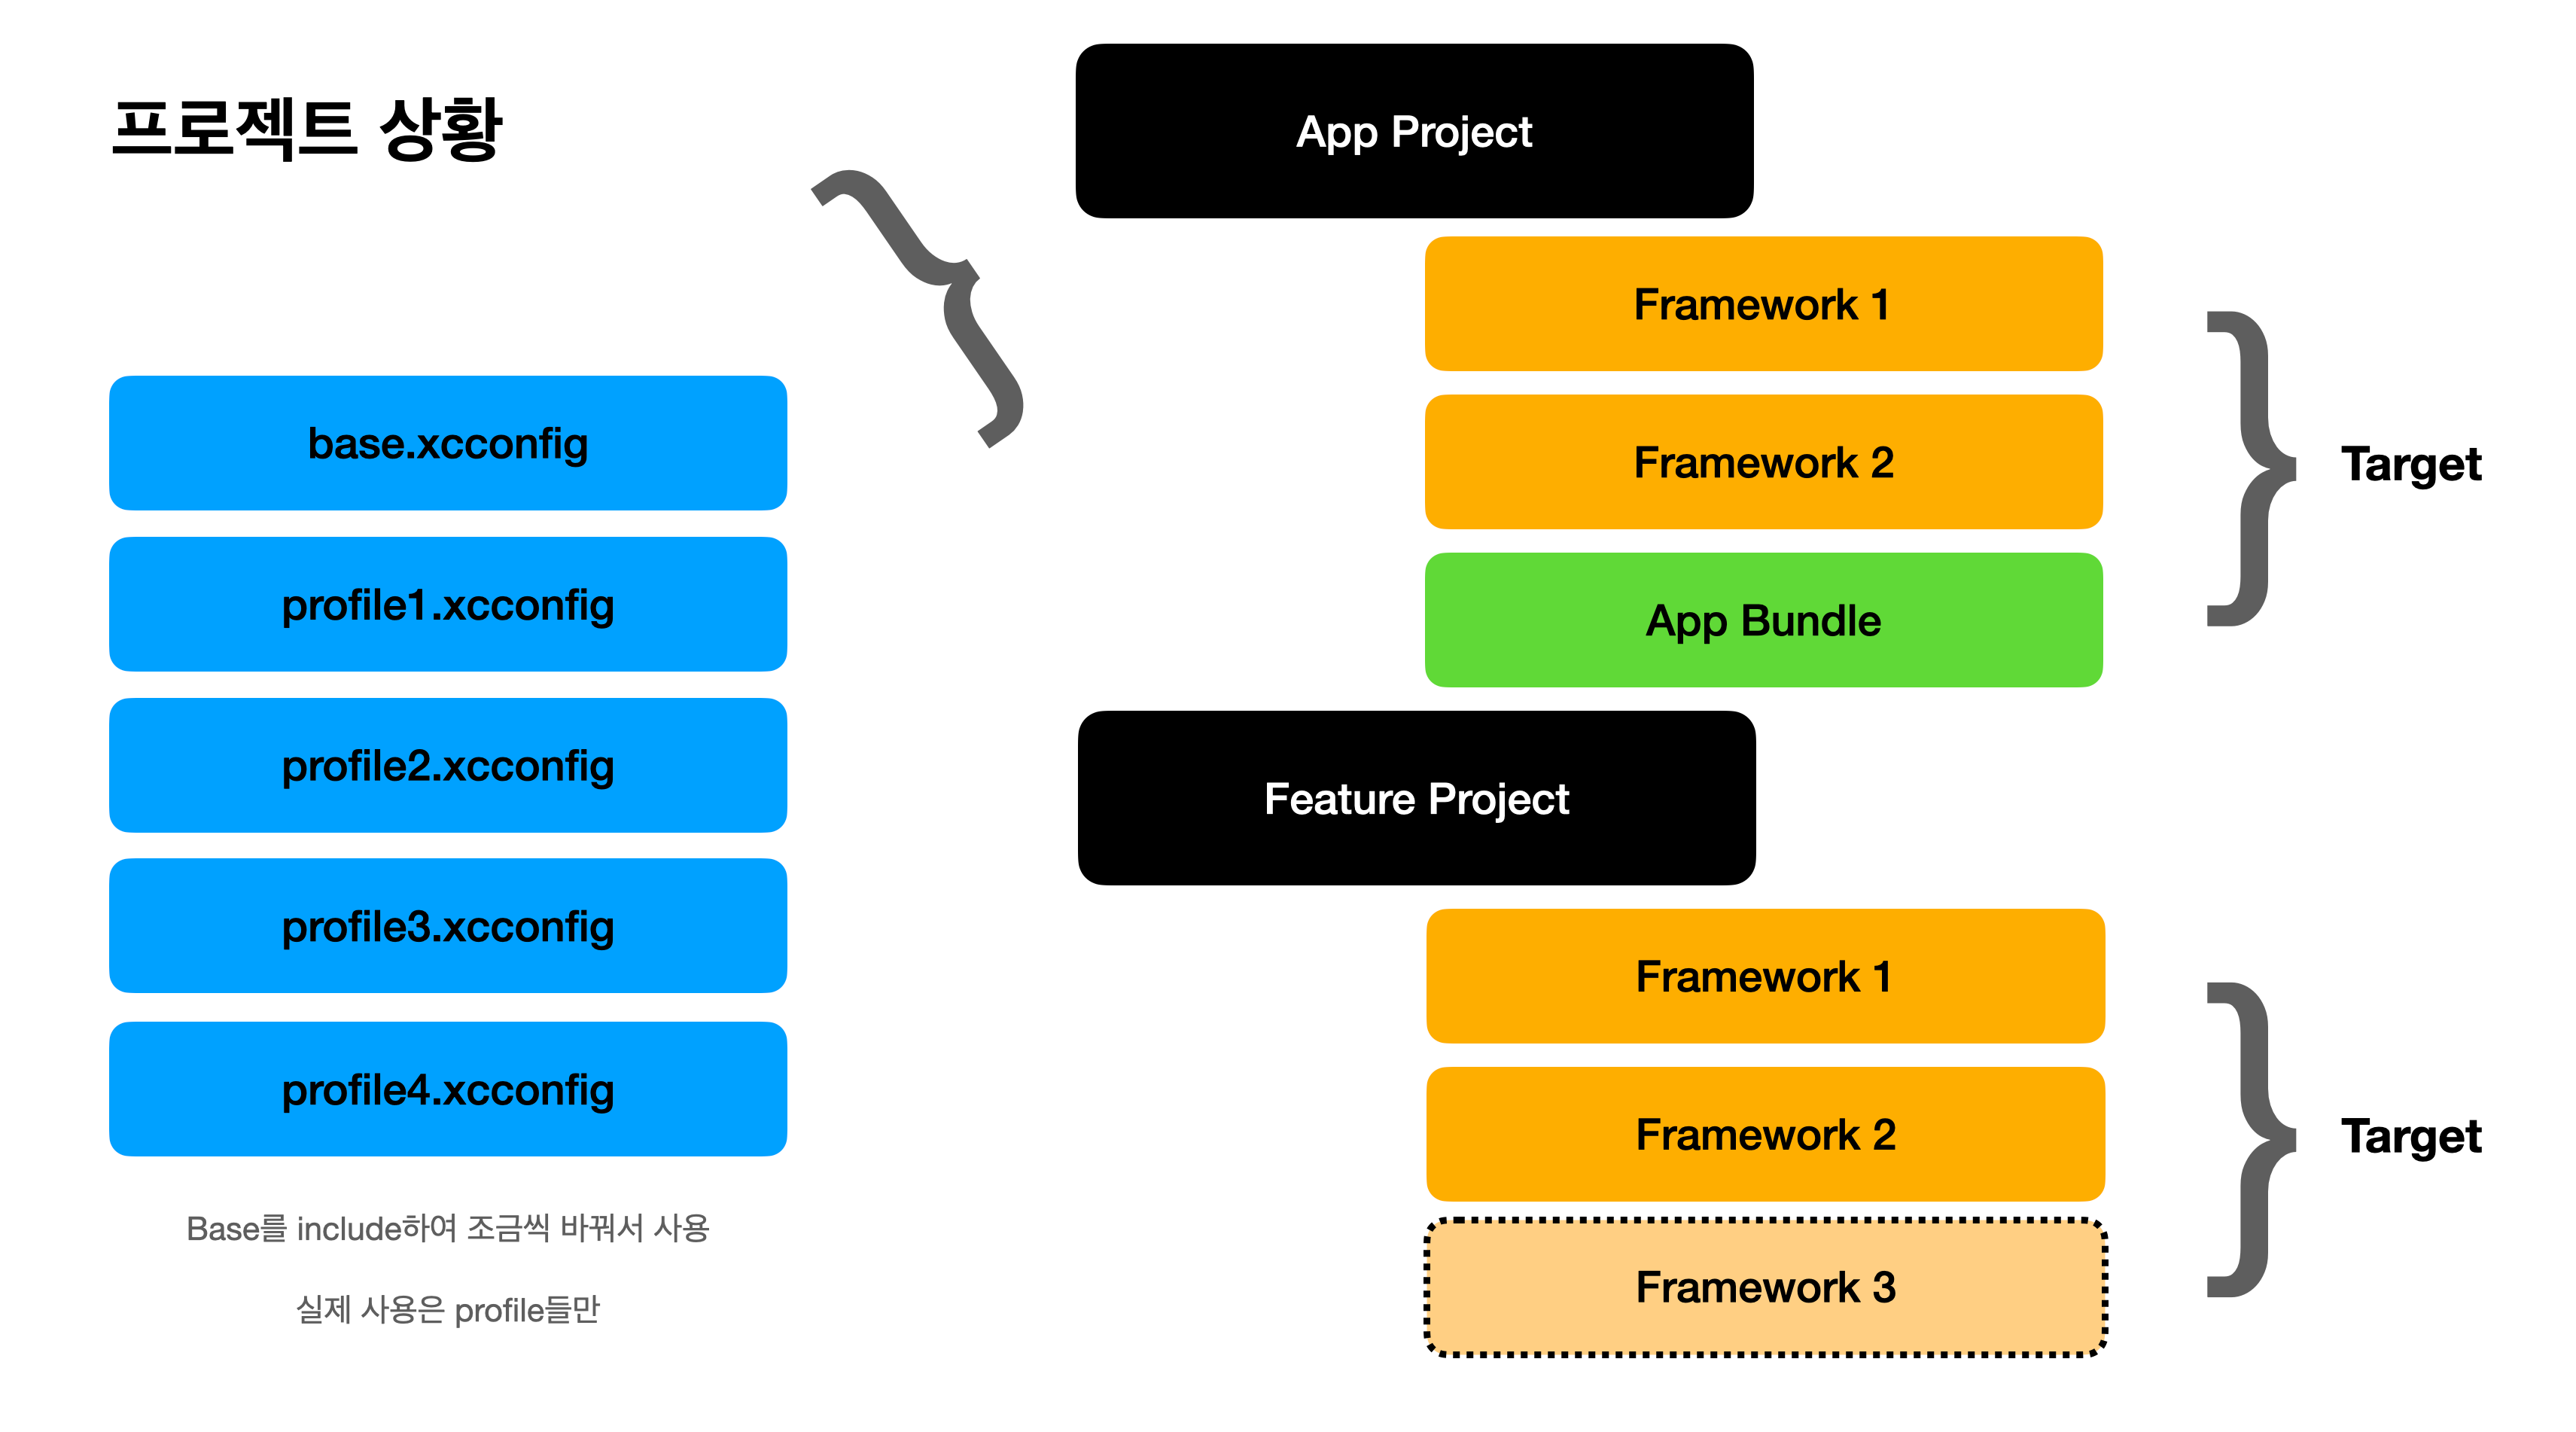 프로젝트 상황
base.xcconfig
profile1.xcconfig
profile2.xcconfig
profile3.xcconfig
profile4.xcconfig
Base를 include하여 조금씩 바꿔서 사용
실제 사용은 profile들만
App Project
Framework 1
Framework 2
App Bundle
Target
Feature Project
Framework 1
Framework 2
Framework 3
Target